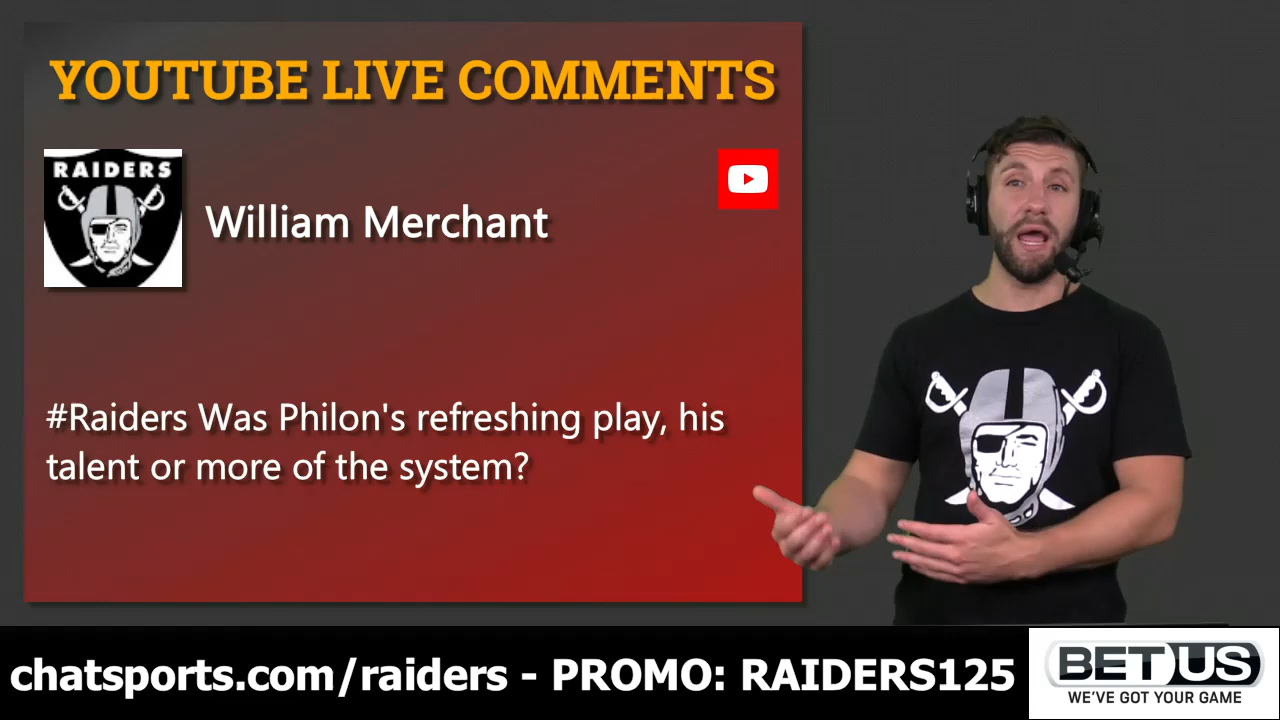 YOUTUBE LIVE COMMENTS
RAIDERS
William Merchant
#Raiders Was Philon's refreshing play, his
talent or more of the system?
chatsports.com/raiders - PROMO: RAIDERS125
BETUS
WE'VE GOT YOUR GAME